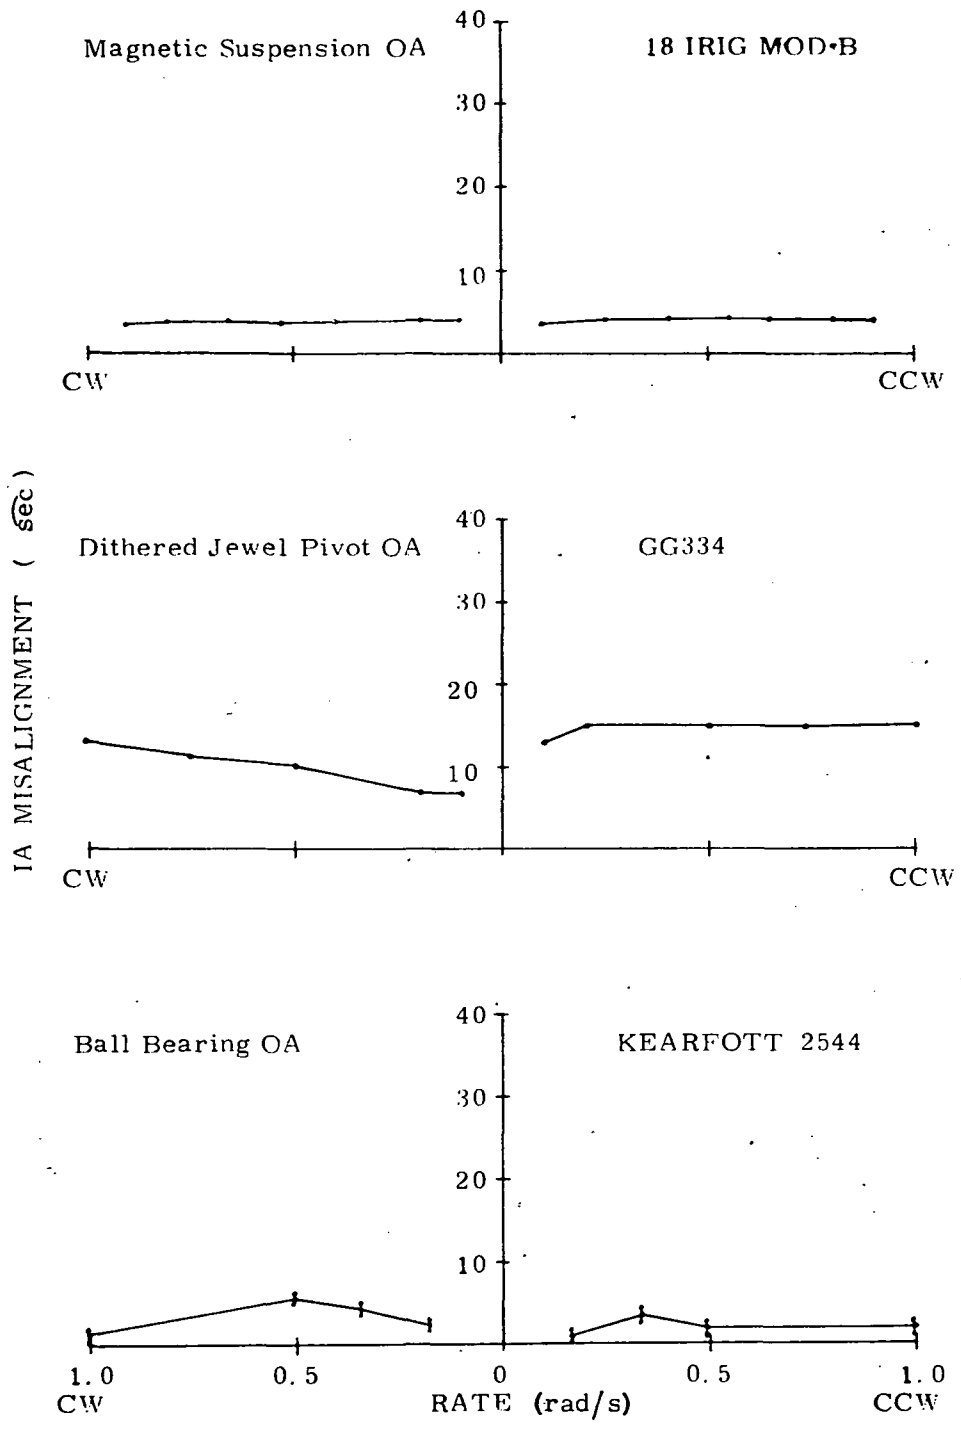 40
Magnetic Suspension OA
18 IRIG MOD-B
30
20
10
CW
CCW
IA MISALIGNMENT ( sec )
40
Dithered Jewel Pivot OA
GG334
30
20
10
CW
CCW
40
Ball Bearing OA
KEARFOTT 2544
30
20
10
1.0
0.5
0
0.5
1.0
CW
RATE (rad/s)
CCW